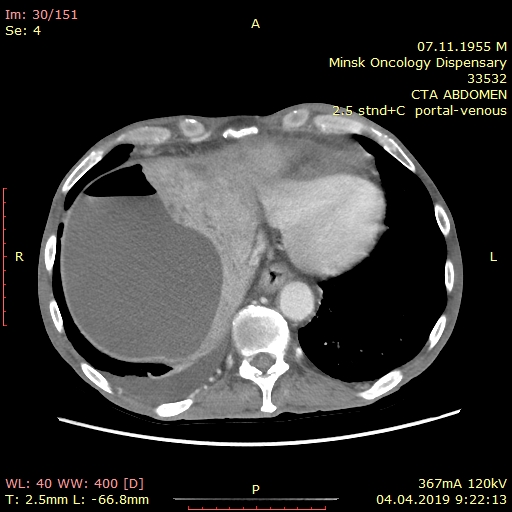 Im: 30/151
Se: 4
A
07.11.1955 M
Minsk Oncology Dispensary
33532
CTA ABDOMEN
2.5 stnd+C portal-venous
R
L
WL: 40 WW: 400 [D]
T: 2.5mm L: -66.8mm
P
367mA 120kV
04.04.2019 9:22:13